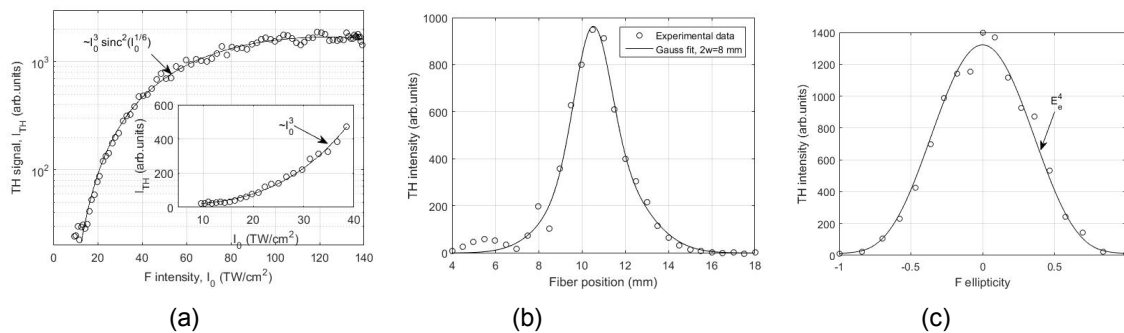 TH signal, I_TH (arb.units)
10^3
10^2
~I_0^3 sinc^2(I_0^{1/6})
I_TH (arb.units)
600
400
200
0
~I_0^3
10 20 30 40
I_0 (TW/cm^2)
0 20 40 60 80 100 120 140
F intensity, I_0 (TW/cm^2)
(a)
TH intensity (arb.units)
1000
800
600
400
200
0
Experimental data
Gauss fit, 2w=8 mm
4 6 8 10 12 14 16 18
Fiber position (mm)
(b)
TH intensity (arb.units)
1400
1200
1000
800
600
400
200
0
E_e^4
-1 -0.5 0 0.5
F ellipticity
(c)